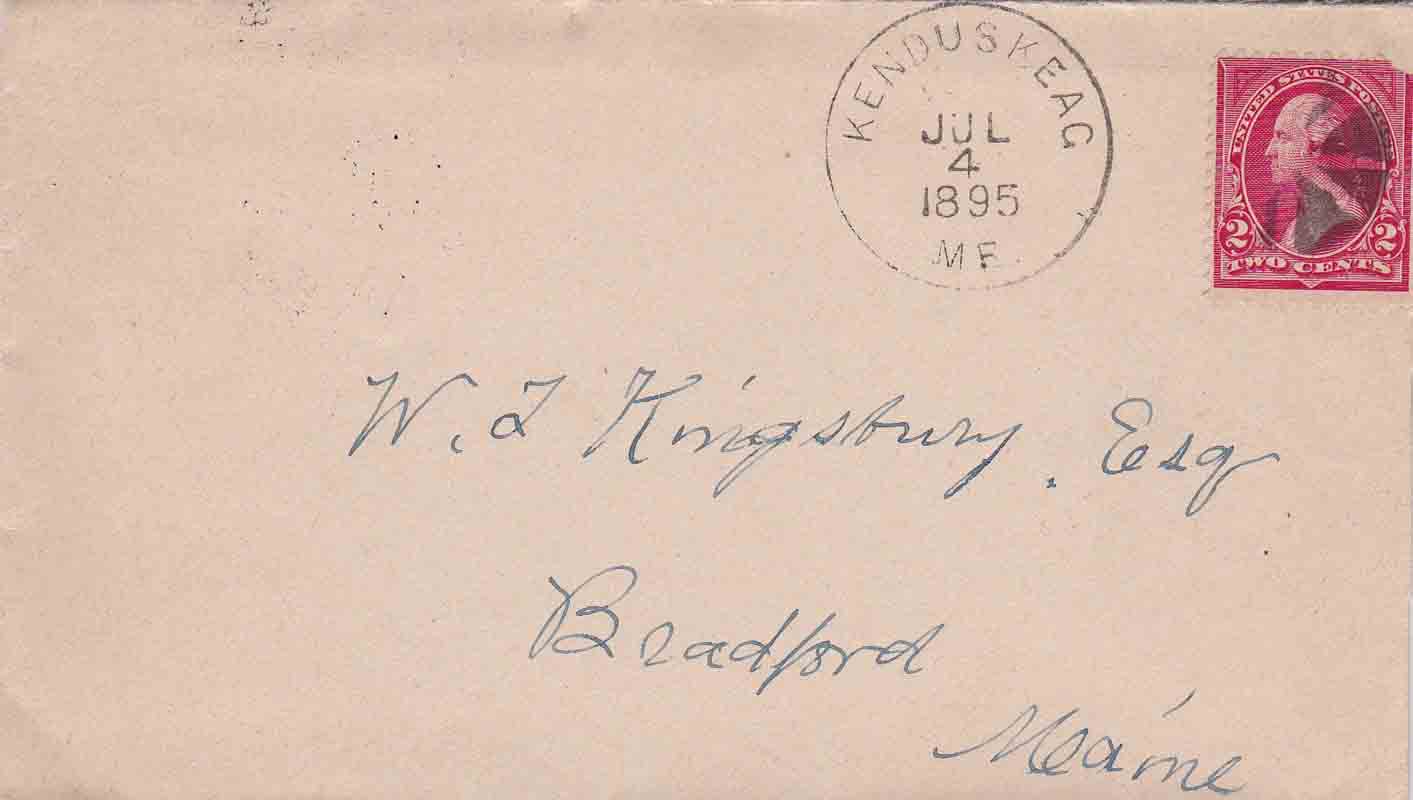 KENDUSKEAG
JUL
4
1895
ME.
UNITED STATES POSTAGE
2 2
TWO CENTS
W. T Kingsbury, Esq
Bradford
Maine